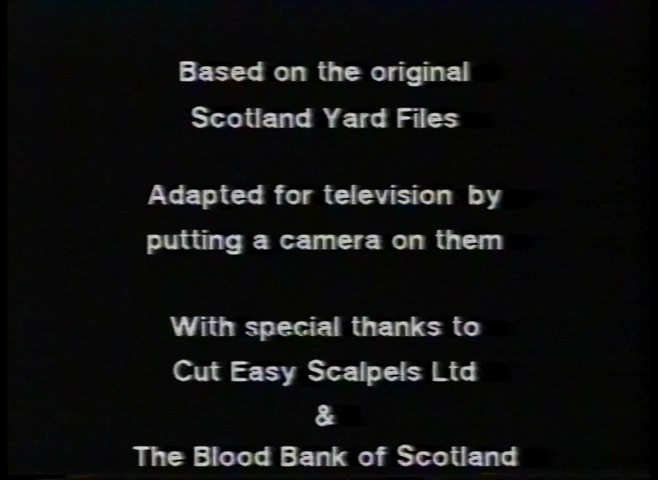 Based on the original
Scotland Yard Files
Adapted for television by
putting a camera on them
With special thanks to
Cut Easy Scalpels Ltd
&
The Blood Bank of Scotland